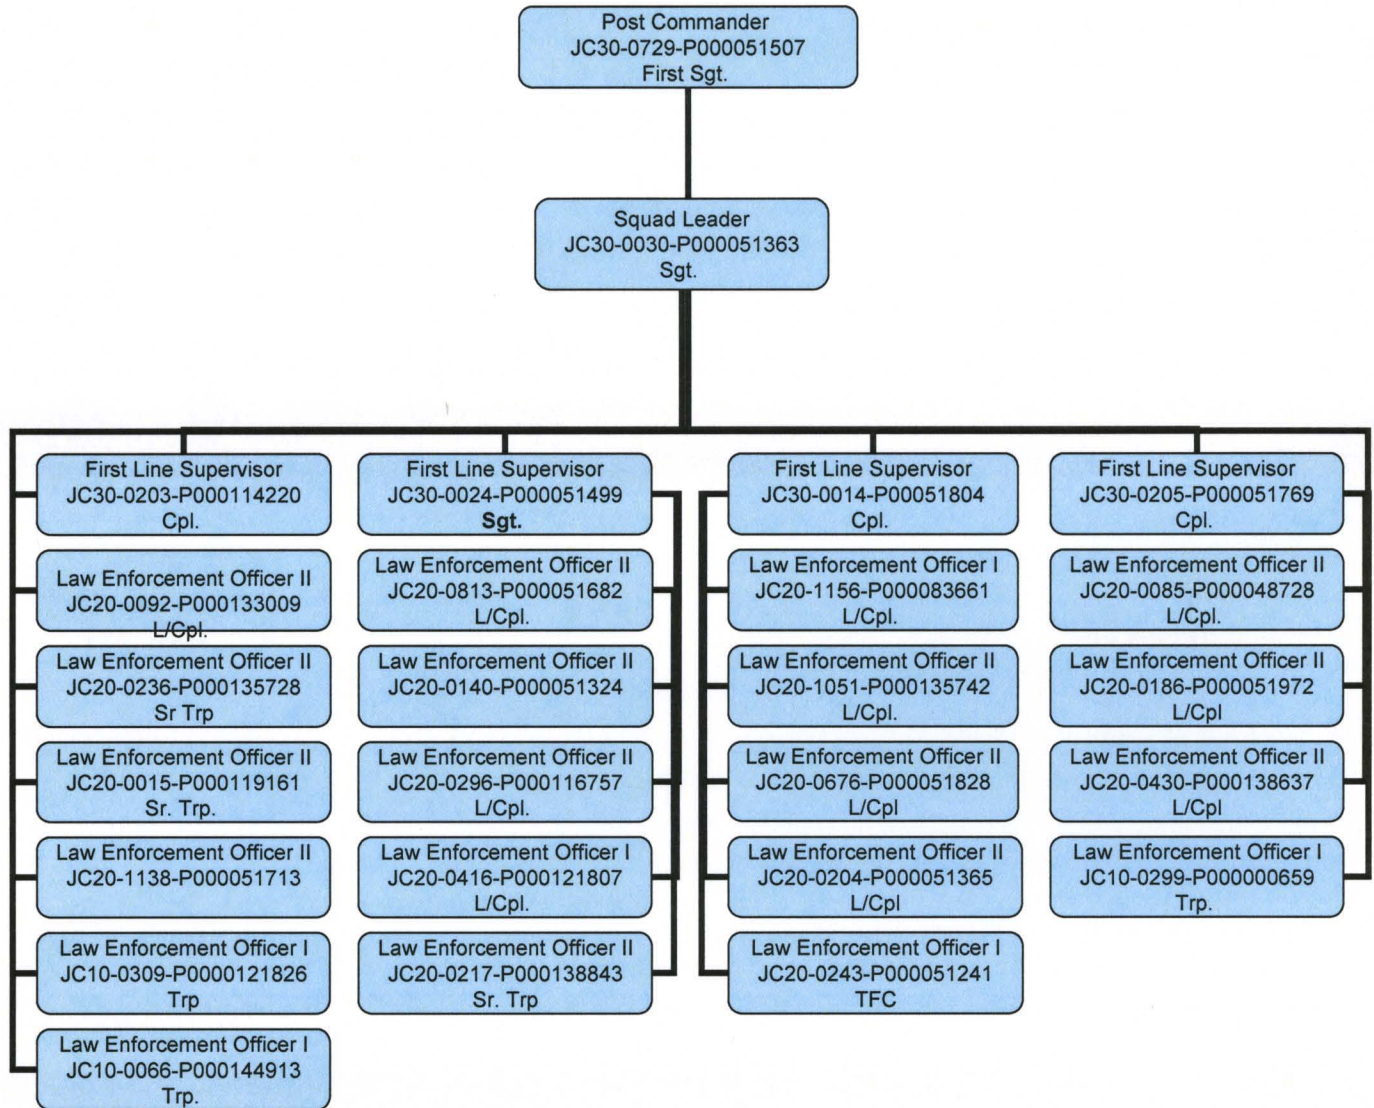 Post Commander
JC30-0729-P000051507
First Sgt.
Squad Leader
JC30-0030-P000051363
Sgt.
First Line Supervisor
JC30-0203-P000114220
Cpl.
Law Enforcement Officer II
JC20-0092-P000133009
L/Cpl.
Law Enforcement Officer II
JC20-0236-P000135728
Sr Trp
Law Enforcement Officer II
JC20-0015-P000119161
Sr. Trp.
Law Enforcement Officer II
JC20-1138-P000051713
Law Enforcement Officer I
JC10-0309-P0000121826
Trp
Law Enforcement Officer I
JC10-0066-P000144913
Trp.
First Line Supervisor
JC30-0024-P000051499
Sgt.
Law Enforcement Officer II
JC20-0813-P000051682
L/Cpl.
Law Enforcement Officer II
JC20-0140-P000051324
Law Enforcement Officer II
JC20-0296-P000116757
L/Cpl.
Law Enforcement Officer I
JC20-0416-P000121807
L/Cpl.
Law Enforcement Officer II
JC20-0217-P000138843
Sr. Trp
First Line Supervisor
JC30-0014-P00051804
Cpl.
Law Enforcement Officer I
JC20-1156-P000083661
L/Cpl.
Law Enforcement Officer II
JC20-1051-P000135742
L/Cpl.
Law Enforcement Officer II
JC20-0676-P000051828
L/Cpl
Law Enforcement Officer II
JC20-0204-P000051365
L/Cpl
Law Enforcement Officer I
JC20-0243-P000051241
TFC
First Line Supervisor
JC30-0205-P000051769
Cpl.
Law Enforcement Officer II
JC20-0085-P000048728
L/Cpl.
Law Enforcement Officer II
JC20-0186-P000051972
L/Cpl
Law Enforcement Officer II
JC20-0430-P000138637
L/Cpl
Law Enforcement Officer I
JC10-0299-P000000659
Trp.